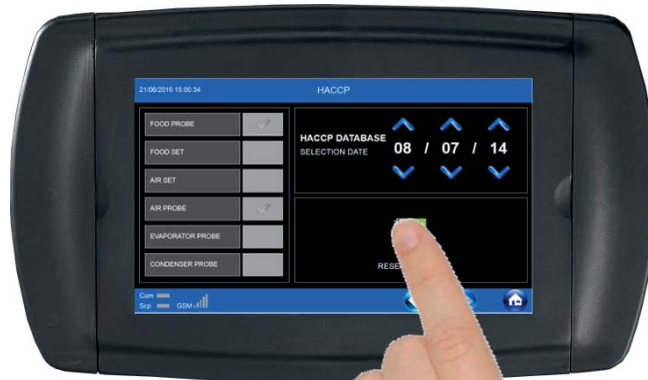 21/06/2016 15.00.34
HACCP
FOOD PROBE
FOOD SET
AIR SET
AIR PROBE
EVAPORATOR PROBE
CONDENSER PROBE
HACCP DATABASE
SELECTION DATE
08 / 07 / 14
Com
Scp
GSM